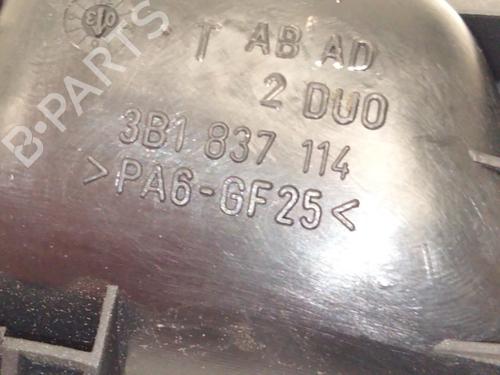 T AB AD
2 DUO
3B1 837 114
>PA6-GF25<
B-PARTS